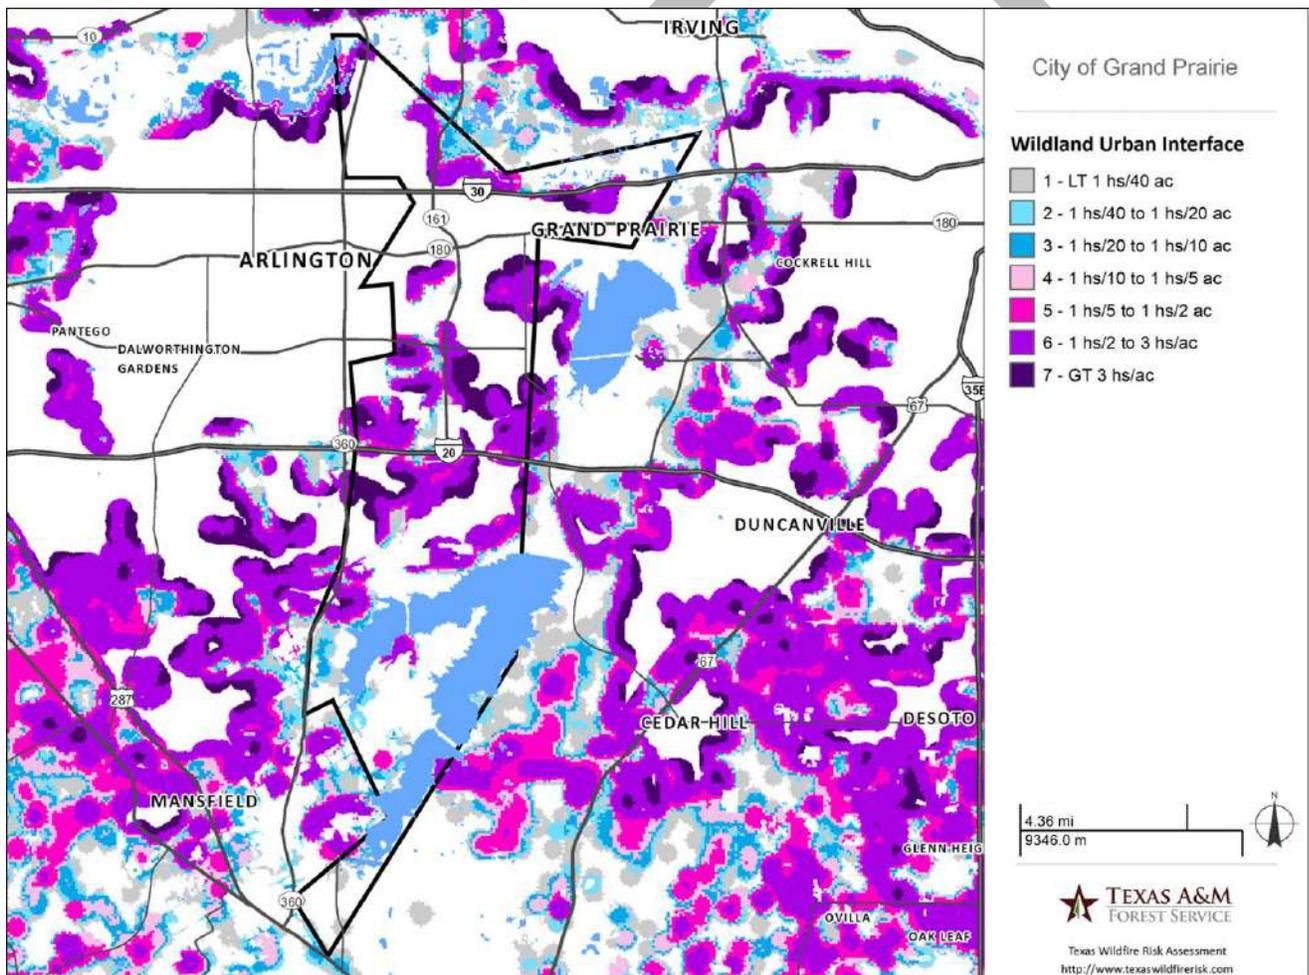 IRVING
10
30
161
GRAND PRAIRIE
180
180
ARLINGTON
COCKRELL HILL
PANTEGO
DALWORTHINGTON
GARDENS
35E
67
360
20
DUNCANVILLE
67
287
CEDAR HILL
DESOTO
MANSFIELD
GLENN HEIG
360
OVILLA
OAK LEAF
City of Grand Prairie
Wildland Urban Interface
1 - LT 1 hs/40 ac
2 - 1 hs/40 to 1 hs/20 ac
3 - 1 hs/20 to 1 hs/10 ac
4 - 1 hs/10 to 1 hs/5 ac
5 - 1 hs/5 to 1 hs/2 ac
6 - 1 hs/2 to 3 hs/ac
7 - GT 3 hs/ac
N
4.36 mi
9346.0 m
TEXAS A&M
FOREST SERVICE
Texas Wildfire Risk Assessment
http://www.texaswildfirerisk.com